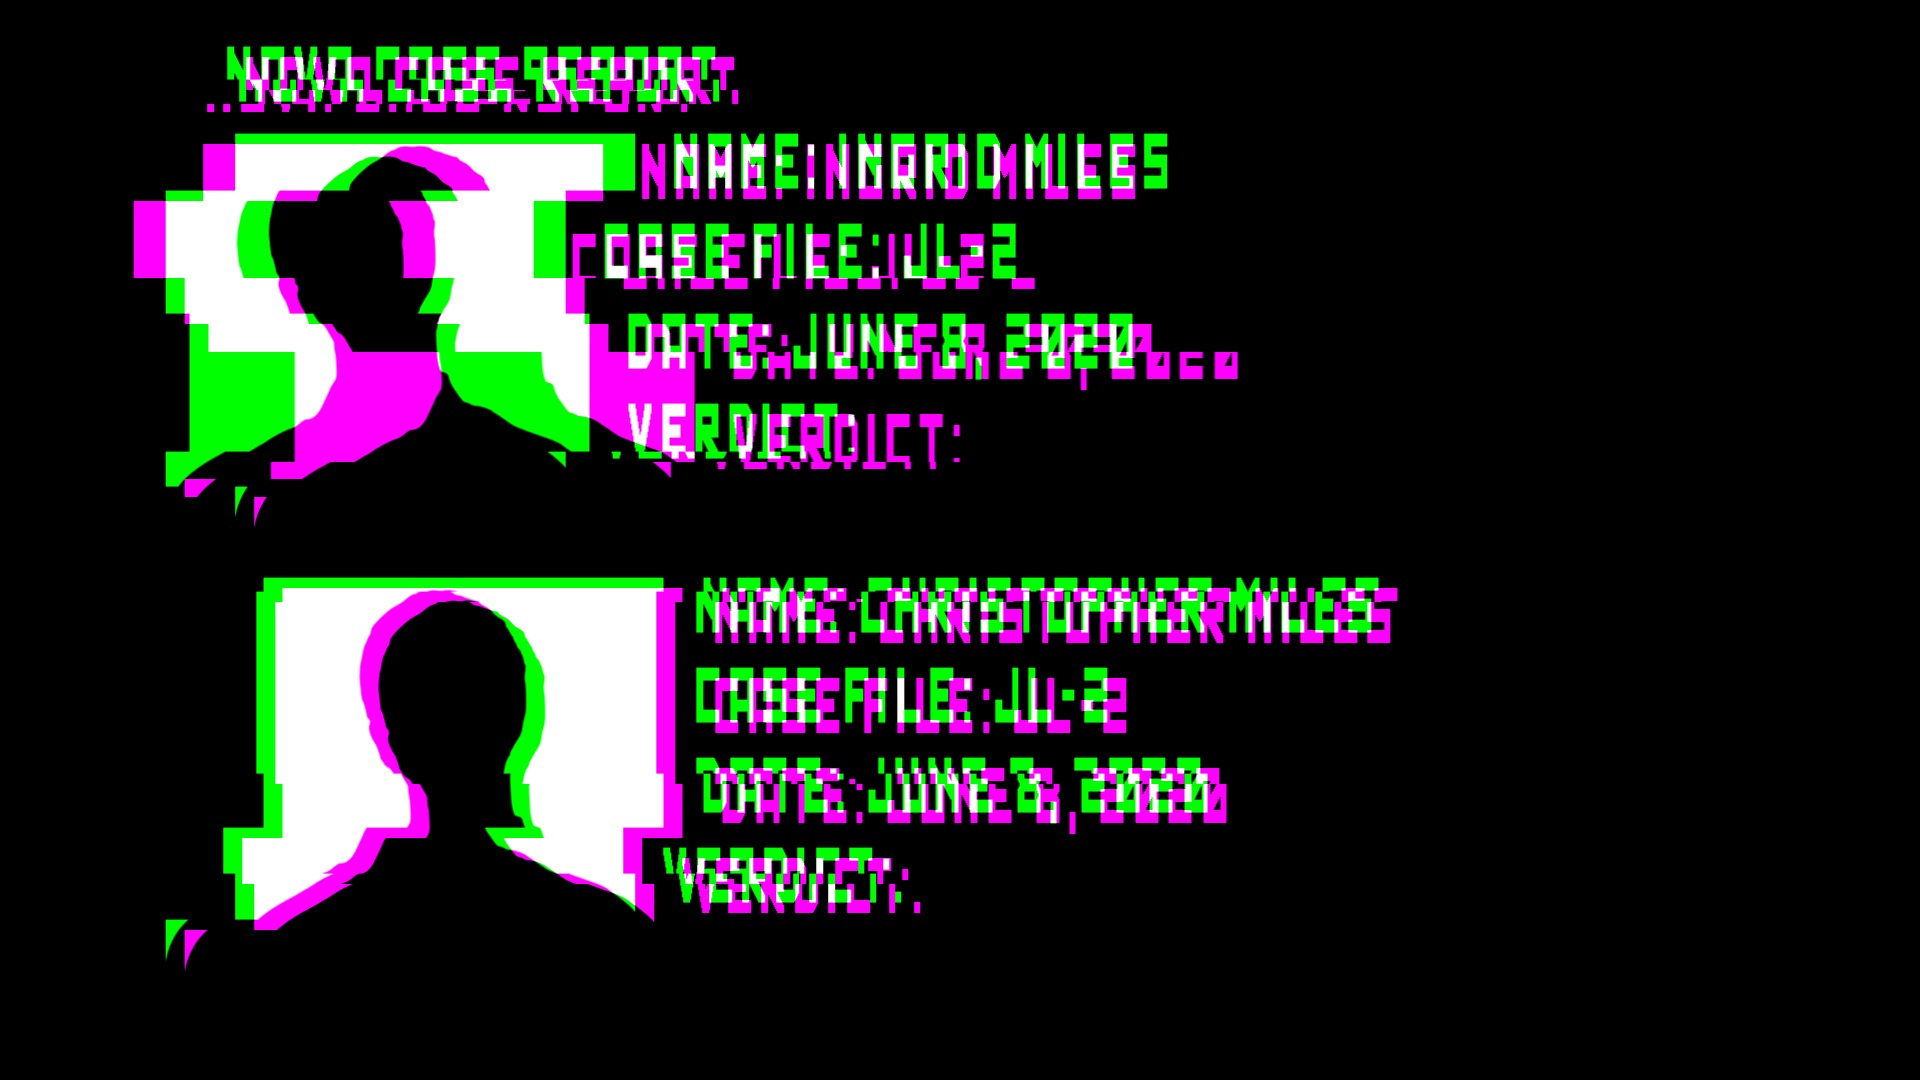 NOVA CASE REPORT
NAME: INGRID MILES
CASE FILE: JL-2
DATE: JUNE 8, 2020
VERDICT:
NAME: CHRISTOPHER MILES
CASE FILE: JL-2
DATE: JUNE 8, 2020
VERDICT: